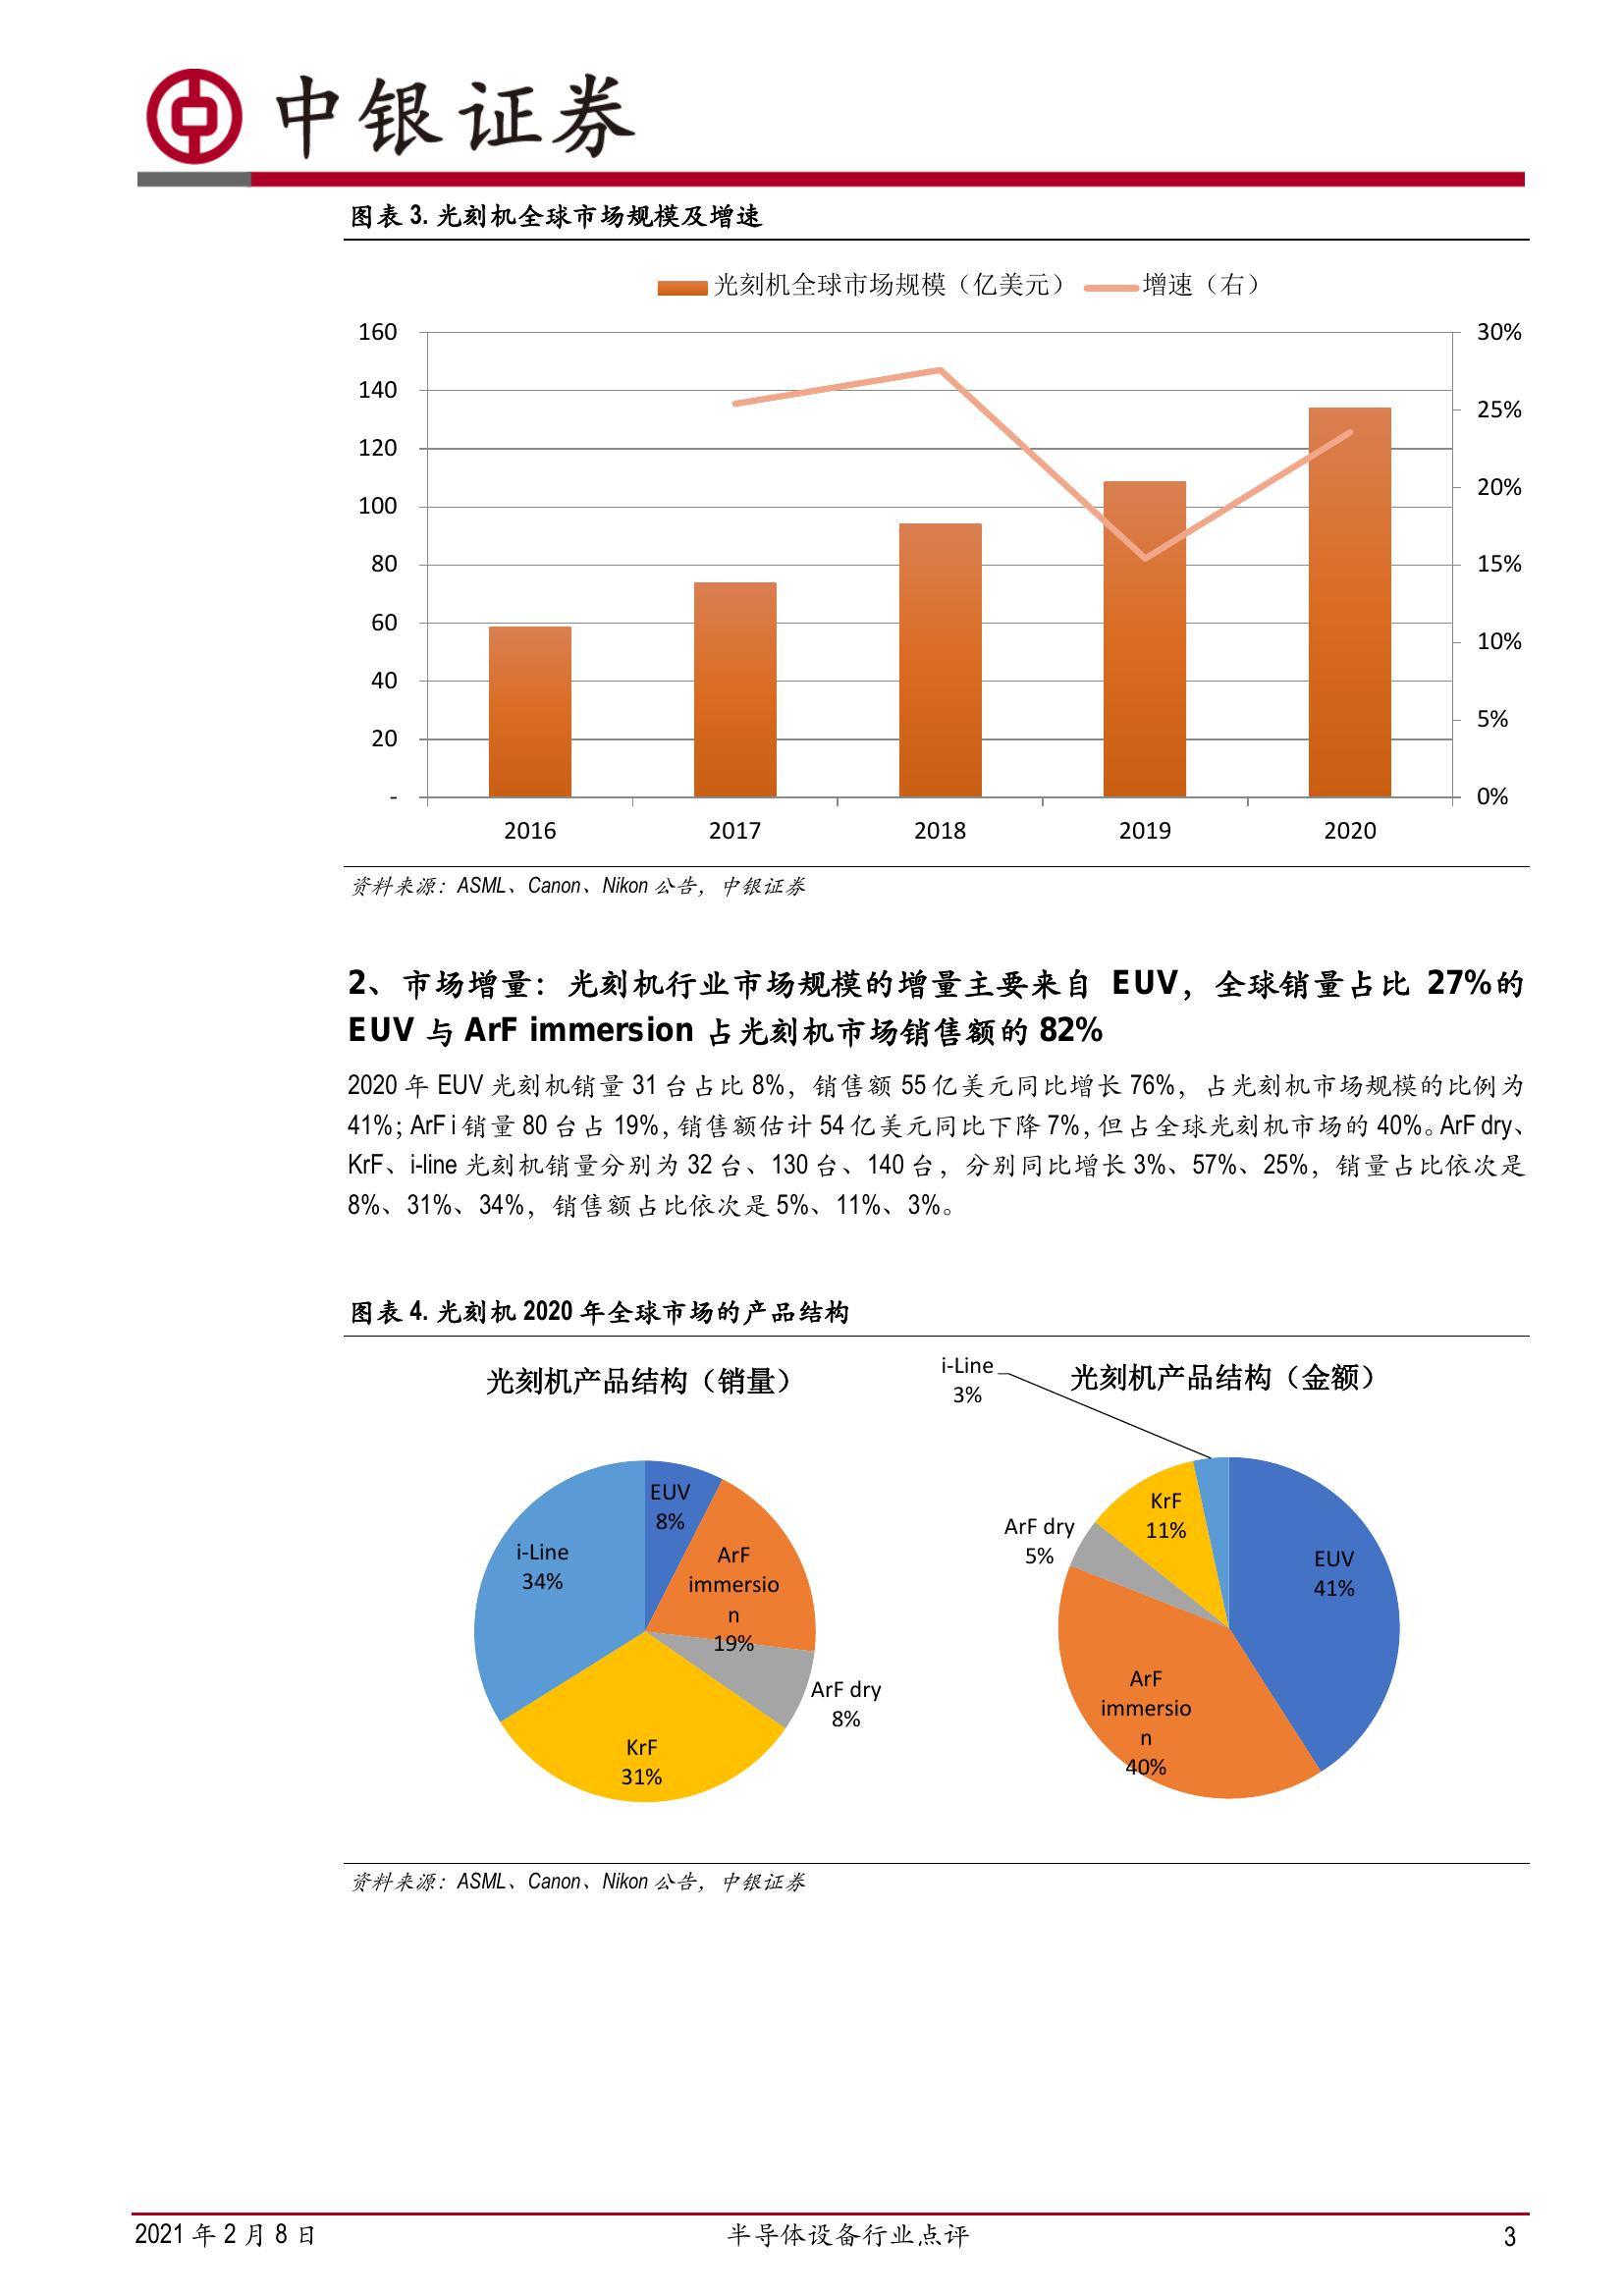 中银证券
图表 3. 光刻机全球市场规模及增速
光刻机全球市场规模（亿美元） 增速（右）
160
140
120
100
80
60
40
20
-
30%
25%
20%
15%
10%
5%
0%
2016 2017 2018 2019 2020
资料来源：ASML、Canon、Nikon 公告，中银证券
2、市场增量：光刻机行业市场规模的增量主要来自 EUV，全球销量占比 27%的
EUV 与 ArF immersion 占光刻机市场销售额的 82%
2020 年 EUV 光刻机销量 31 台占比 8%，销售额 55 亿美元同比增长 76%，占光刻机市场规模的比例为
41%；ArF i 销量 80 台占 19%，销售额估计 54 亿美元同比下降 7%，但占全球光刻机市场的 40%。ArF dry、
KrF、i-line 光刻机销量分别为 32 台、130 台、140 台，分别同比增长 3%、57%、25%，销量占比依次是
8%、31%、34%，销售额占比依次是 5%、11%、3%。
图表 4. 光刻机 2020 年全球市场的产品结构
光刻机产品结构（销量）
EUV
8%
ArF
immersio
n
19%
ArF dry
8%
KrF
31%
i-Line
34%
光刻机产品结构（金额）
i-Line
3%
KrF
11%
ArF dry
5%
EUV
41%
ArF
immersio
n
40%
资料来源：ASML、Canon、Nikon 公告，中银证券
2021 年 2 月 8 日 半导体设备行业点评 3